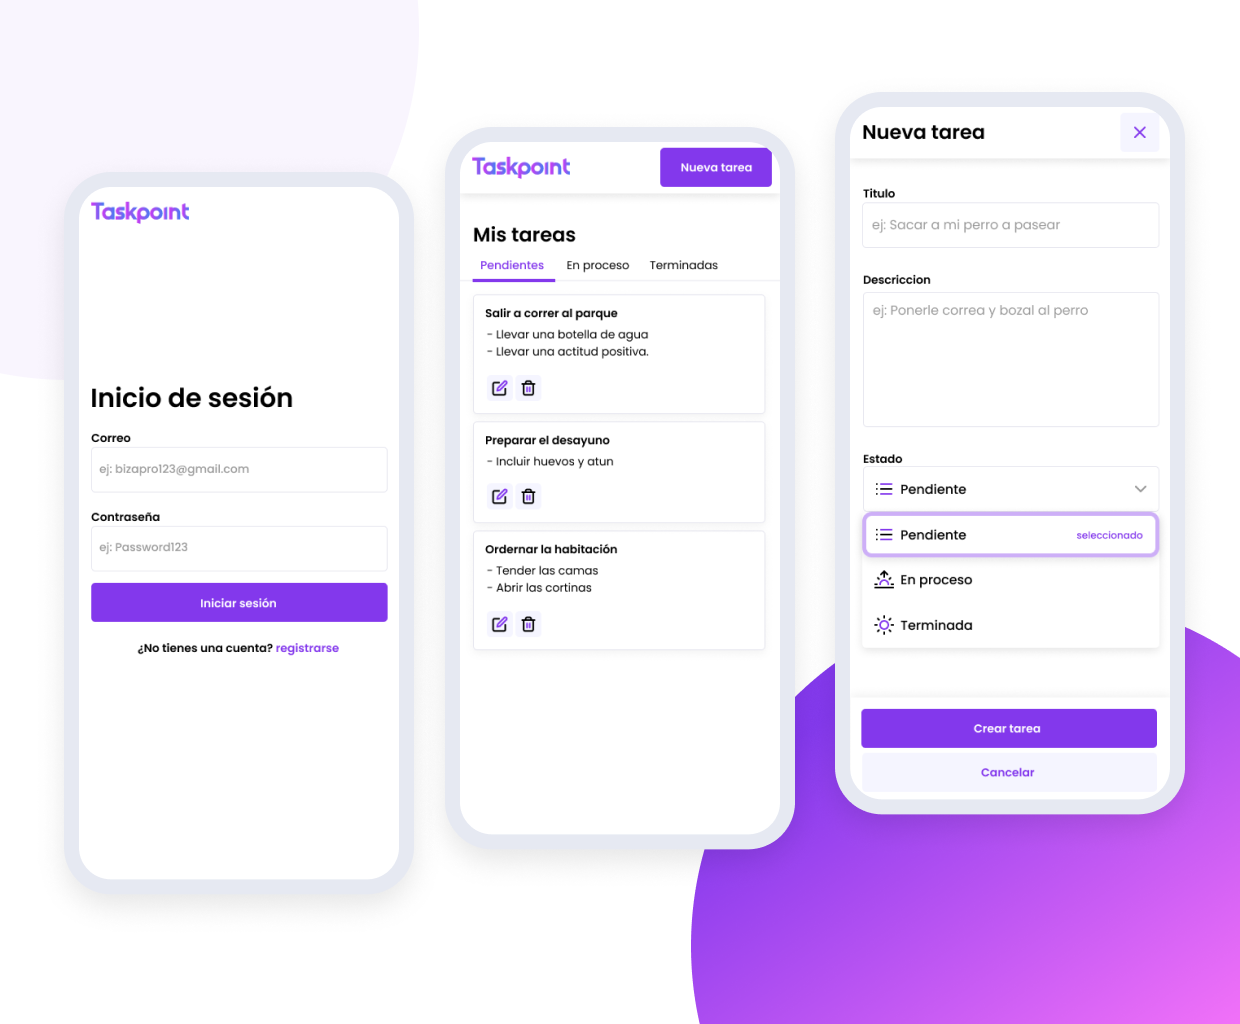 Taskpoint
Inicio de sesión
Correo
ej: bizapro123@gmail.com
Contraseña
ej: Password123
Iniciar sesión
¿No tienes una cuenta? registrarse
Taskpoint
Nueva tarea
Mis tareas
Pendientes En proceso Terminadas
Salir a correr al parque
- Llevar una botella de agua
- Llevar una actitud positiva.
Preparar el desayuno
- Incluir huevos y atun
Ordernar la habitación
- Tender las camas
- Abrir las cortinas
Nueva tarea
Titulo
ej: Sacar a mi perro a pasear
Descriccion
ej: Ponerle correa y bozal al perro
Estado
Pendiente
Pendiente seleccionado
En proceso
Terminada
Crear tarea
Cancelar